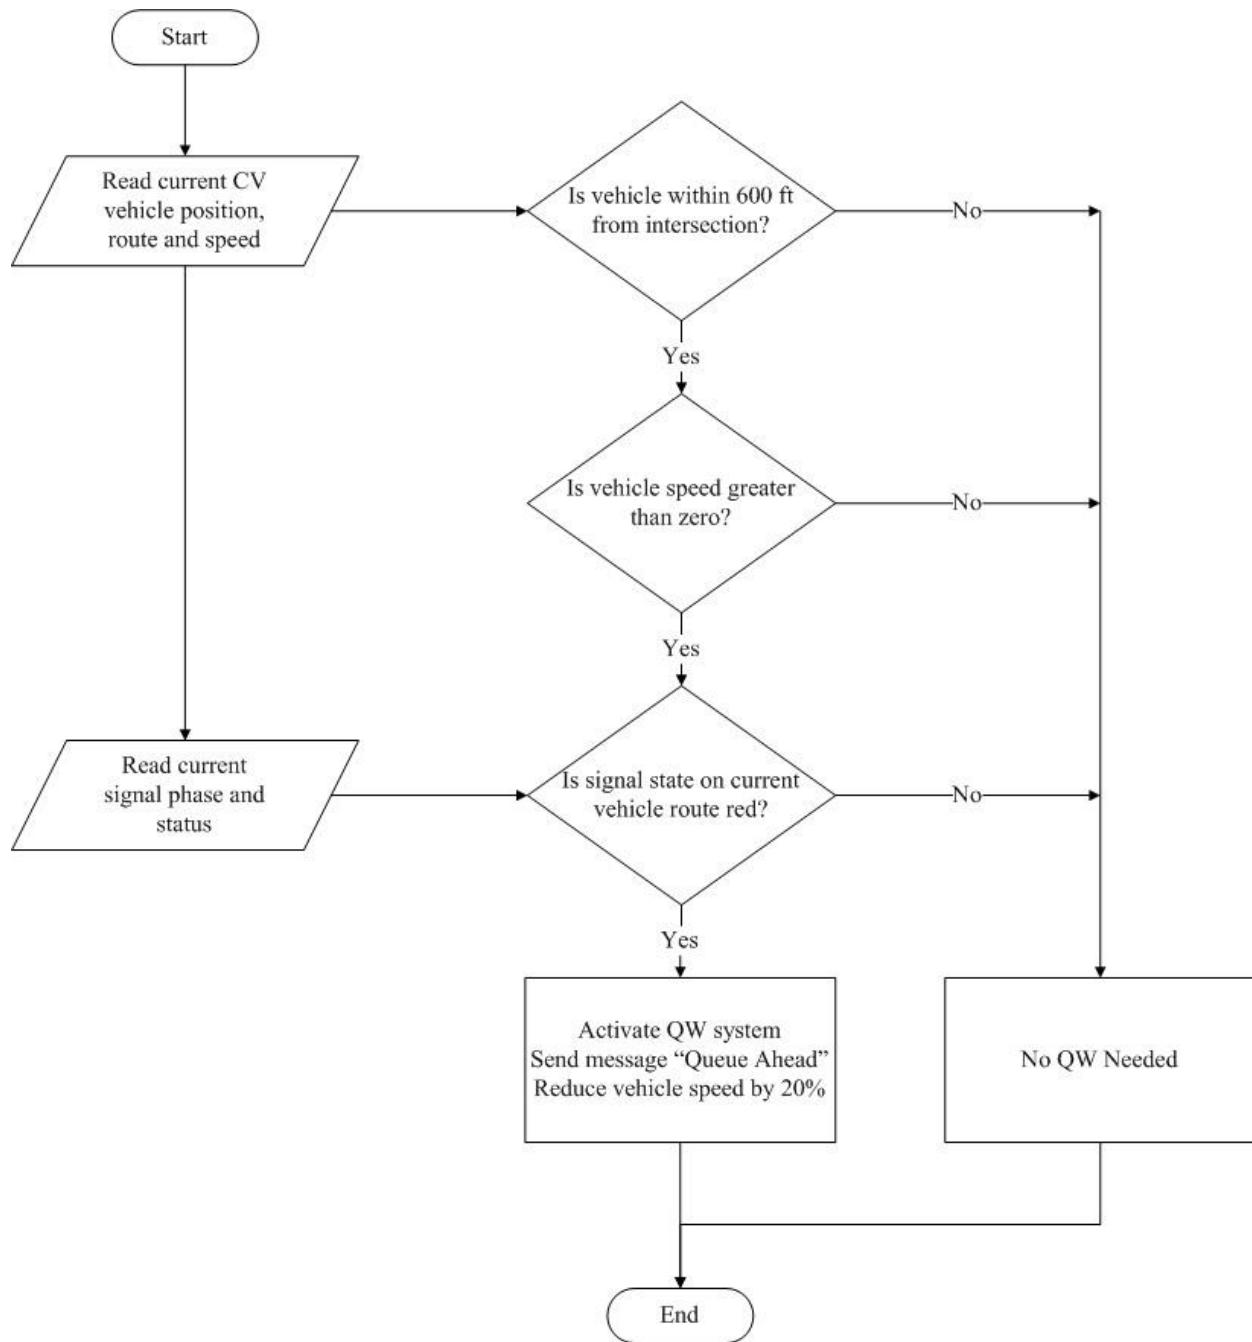 Start
Read current CV
vehicle position,
route and speed
Is vehicle within 600 ft
from intersection?
No
Yes
Is vehicle speed greater
than zero?
No
Yes
Read current
signal phase and
status
Is signal state on current
vehicle route red?
No
Yes
Activate QW system
Send message “Queue Ahead”
Reduce vehicle speed by 20%
No QW Needed
End